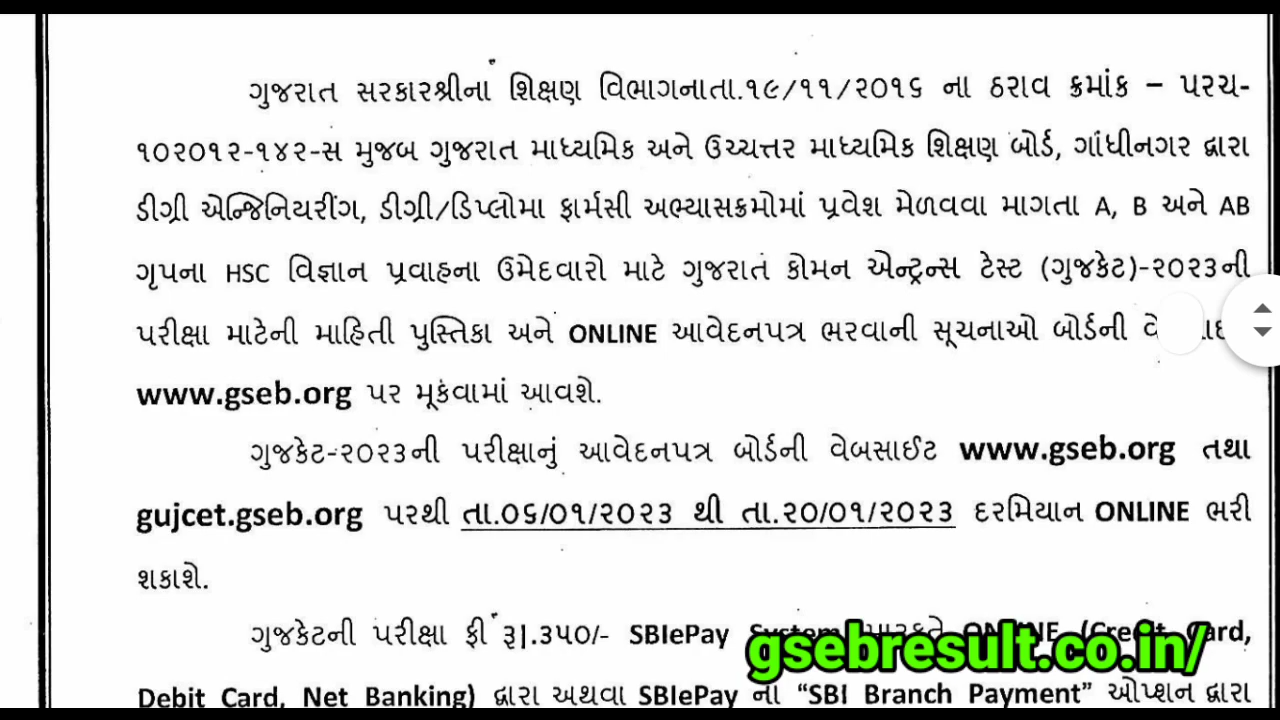 ગુજરાત સરકારશ્રીના શિક્ષણ વિભાગનાતા.૧૯/૧૧/૨૦૧૬ ના ઠરાવ ક્રમાંક – પરચ-
૧૦૨૦૧૨-૧૪૨-સ મુજબ ગુજરાત માધ્યમિક અને ઉચ્ચત્તર માધ્યમિક શિક્ષણ બોર્ડ, ગાંધીનગર દ્વારા
ડીગ્રી એન્જિનિયરીંગ, ડીગ્રી/ડિપ્લોમા ફાર્મસી અભ્યાસક્રમોમાં પ્રવેશ મેળવવા માગતા A, B અને AB
ગૃપના HSC વિજ્ઞાન પ્રવાહના ઉમેદવારો માટે ગુજરાત કોમન એન્ટ્રન્સ ટેસ્ટ (ગુજકેટ)-૨૦૨૩ની
પરીક્ષા માટેની માહિતી પુસ્તિકા અને ONLINE આવેદનપત્ર ભરવાની સૂચનાઓ બોર્ડની
www.gseb.org પર મૂકવામાં આવશે.
ગુજકેટ-૨૦૨૩ની પરીક્ષાનું આવેદનપત્ર બોર્ડની વેબસાઈટ www.gseb.org તથા
gujcet.gseb.org પરથી તા.૦૬/૦૧/૨૦૨૩ થી તા.૨૦/૦૧/૨૦૨૩ દરમિયાન ONLINE ભરી
શકાશે.
ગુજકેટની પરીક્ષા ફી રૂા.૩૫૦/- SBIePay System મારફતે ONLINE (Credit Card,
gsebresult.co.in/
Debit Card, Net Banking) દ્વારા અથવા SBIePay ના “SBI Branch Payment” ઓપ્શન દ્વારા